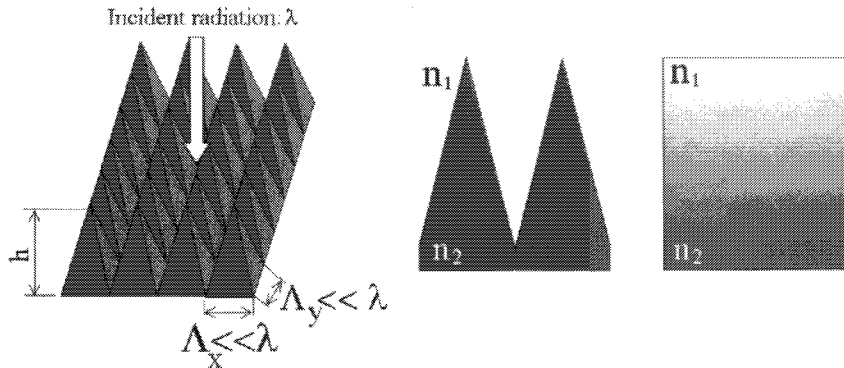 Incident radiation: λ
h
Λy << λ
Λx<<λ
n1
n2
n1
n2